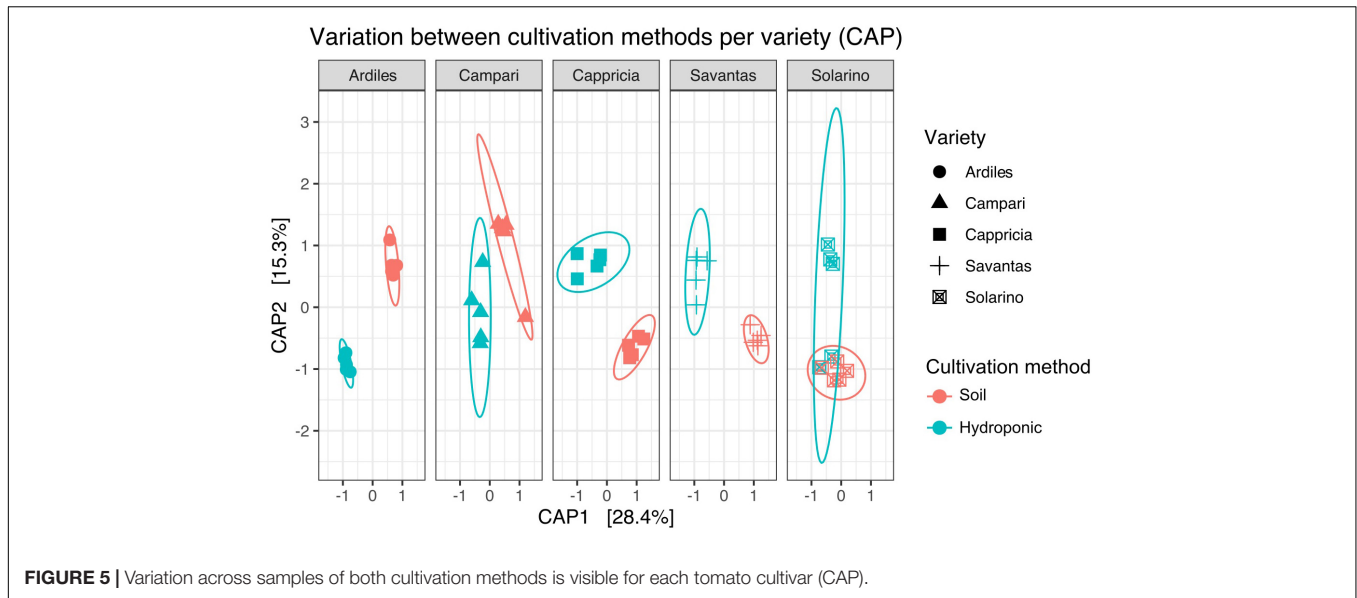 Variation between cultivation methods per variety (CAP)
Ardiles Campari Cappricia Savantas Solarino
CAP2 [15.3%]
3
2
1
0
-1
-2
-1 0 1 -1 0 1 -1 0 1 -1 0 1 -1 0 1
CAP1 [28.4%]
Variety
Ardiles
Campari
Cappricia
Savantas
Solarino
Cultivation method
Soil
Hydroponic
FIGURE 5 | Variation across samples of both cultivation methods is visible for each tomato cultivar (CAP).